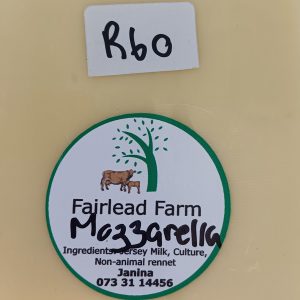 R60
Fairlead Farm
Mozzarella
Ingredients: Jersey Milk, Culture,
Non-animal rennet
Janina
073 31 14456